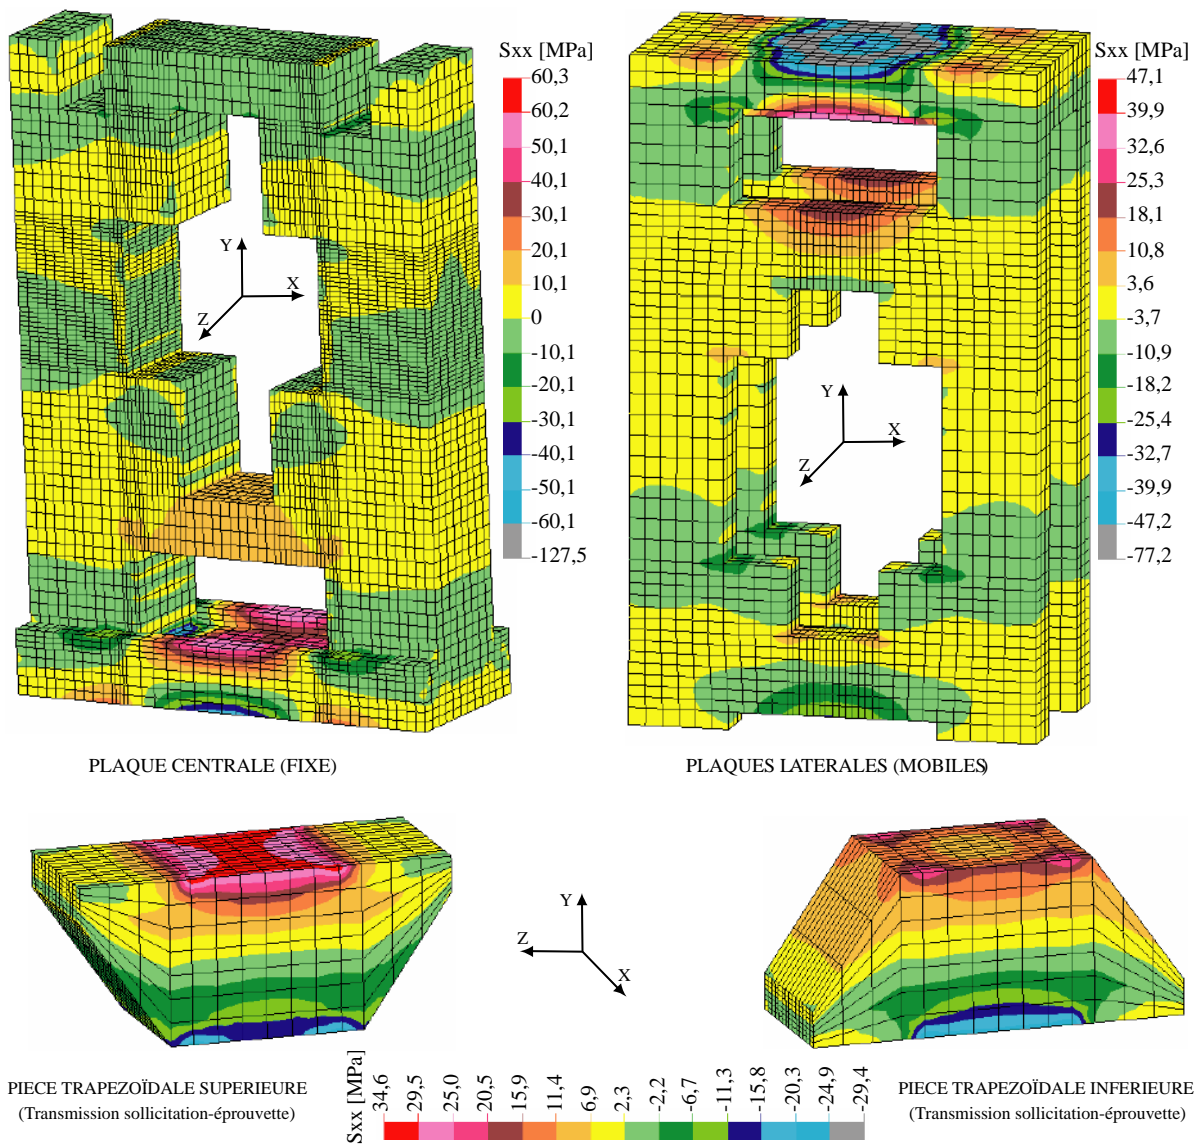 Sxx [MPa]
60,3
60,2
50,1
40,1
30,1
20,1
10,1
0
-10,1
-20,1
-30,1
-40,1
-50,1
-60,1
-127,5
Y
X
Z
Sxx [MPa]
47,1
39,9
32,6
25,3
18,1
10,8
3.6
-3,7
-10,9
-18,2
-25,4
-32,7
-39,9
-47,2
-77,2
Y
X
Z
PLAQUE CENTRALE (FIXE)
PLAQUES LATERALES (MOBILES)
Y
Z
X
PIECE TRAPEZOÏDALE SUPERIEURE
(Transmission sollicitation-éprouvette)
Sxx [MPa]
34,6
29,5
25,0
20,5
15,9
11,4
6,9
2,3
-2,2
-6,7
-11,3
-15,8
-20,3
-24,9
-29,4
PIECE TRAPEZOÏDALE INFERIEURE
(Transmission sollicitation-éprouvette)